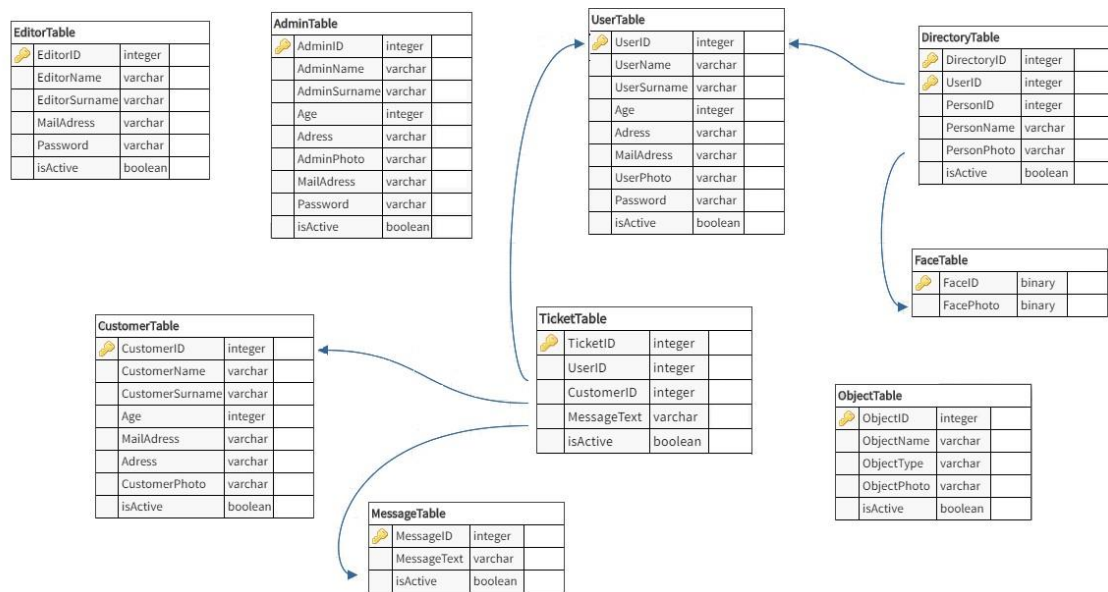 EditorTable
EditorID integer
EditorName varchar
EditorSurname varchar
MailAdress varchar
Password varchar
isActive boolean
AdminTable
AdminID integer
AdminName varchar
AdminSurname varchar
Age integer
Adress varchar
AdminPhoto varchar
MailAdress varchar
Password varchar
isActive boolean
UserTable
UserID integer
UserName varchar
UserSurname varchar
Age integer
Adress varchar
MailAdress varchar
UserPhoto varchar
Password varchar
isActive boolean
DirectoryTable
DirectoryID integer
UserID integer
PersonID integer
PersonName varchar
PersonPhoto varchar
isActive boolean
FaceTable
FaceID binary
FacePhoto binary
CustomerTable
CustomerID integer
CustomerName varchar
CustomerSurname varchar
Age integer
MailAdress varchar
Adress varchar
CustomerPhoto varchar
isActive boolean
TicketTable
TicketID integer
UserID integer
CustomerID integer
MessageText varchar
isActive boolean
ObjectTable
ObjectID integer
ObjectName varchar
ObjectType varchar
ObjectPhoto varchar
isActive boolean
MessageTable
MessageID integer
MessageText varchar
isActive boolean